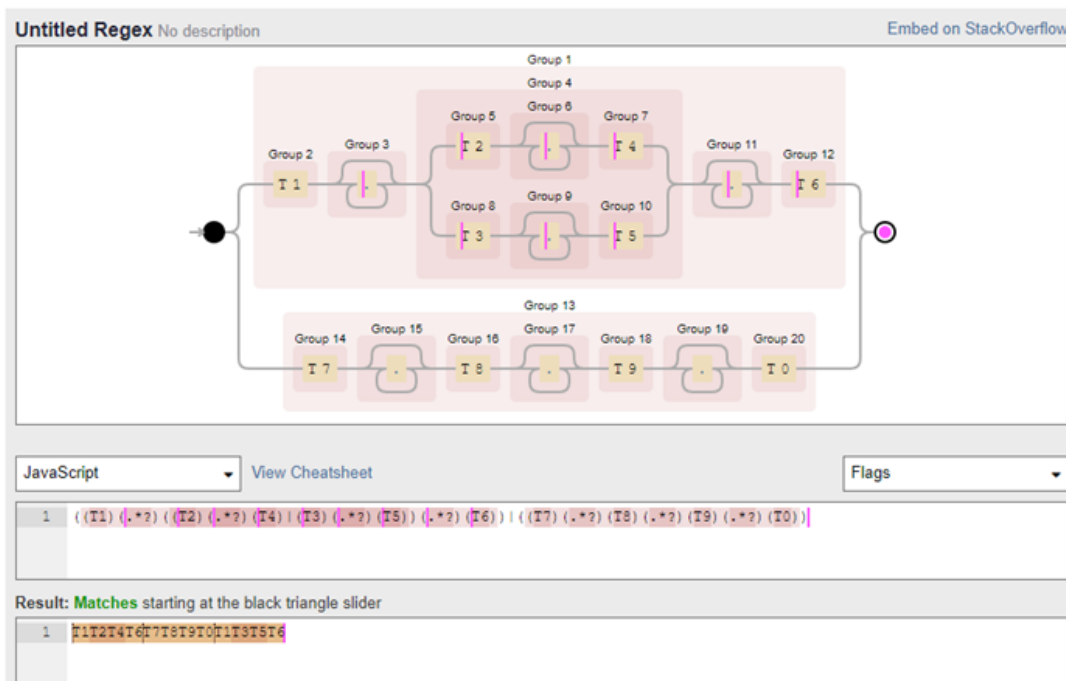 Untitled Regex No description Embed on StackOverflow
Group 1
Group 4
Group 5 Group 6 Group 7
T 2 . T 4
Group 2 Group 3 Group 11 Group 12
T 1 . . T 6
Group 8 Group 9 Group 10
T 3 . T 5
Group 13
Group 14 Group 15 Group 16 Group 17 Group 18 Group 19 Group 20
T 7 . T 8 . T 9 . T 0
JavaScript View Cheatsheet Flags
1 ((T1)(.*?)((T2)(.*?)(T4)|(T3)(.*?)(T5))(.*?)(T6))|((T7)(.*?)(T8)(.*?)(T9)(.*?)(T0))
Result: Matches starting at the black triangle slider
1 T1T2T4T6T7T8T9T0T1T3T5T6